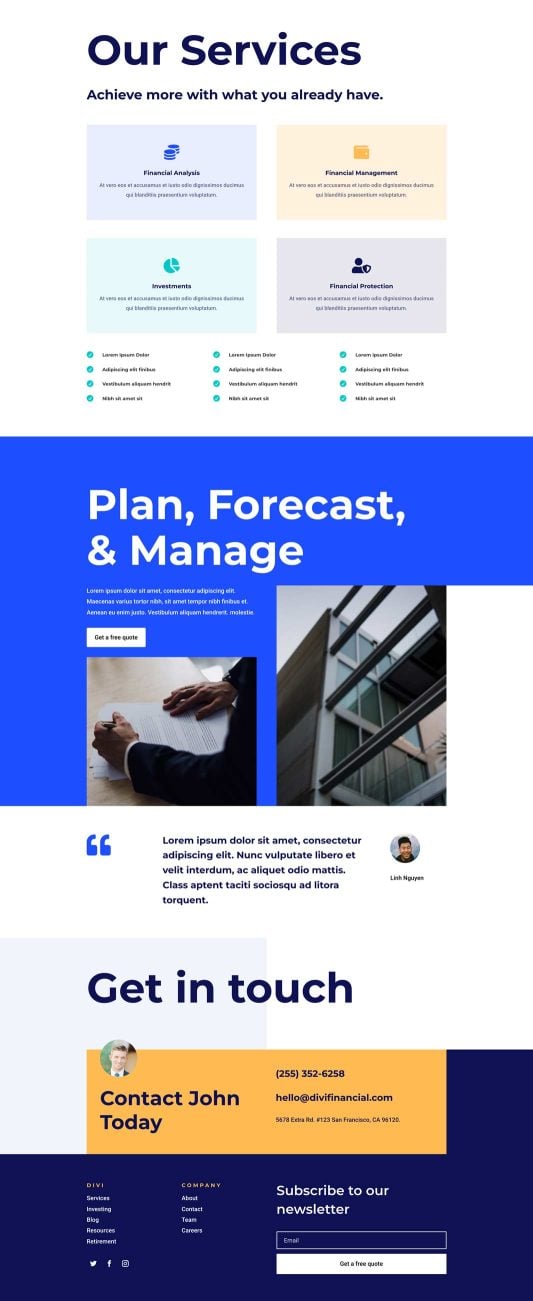 Our Services
Achieve more with what you already have.
Financial Analysis
At vero eos et accusamus et iusto odio dignissimos ducimus
qui blanditiis praesentium voluptatum.
Financial Management
At vero eos et accusamus et iusto odio dignissimos ducimus
qui blanditiis praesentium voluptatum.
Investments
At vero eos et accusamus et iusto odio dignissimos ducimus
qui blanditiis praesentium voluptatum.
Financial Protection
At vero eos et accusamus et iusto odio dignissimos ducimus
qui blanditiis praesentium voluptatum.
Lorem Ipsum Dolor
Adipiscing elit finibus
Vestibulum aliquam hendrit
Nibh sit amet sit
Lorem Ipsum Dolor
Adipiscing elit finibus
Vestibulum aliquam hendrit
Nibh sit amet sit
Lorem Ipsum Dolor
Adipiscing elit finibus
Vestibulum aliquam hendrit
Nibh sit amet sit
Plan, Forecast,
& Manage
Lorem ipsum dolor sit amet, consectetur adipiscing elit.
Maecenas varius tortor nibh, sit amet tempor nibh finibus et.
Aenean eu enim justo. Vestibulum aliquam hendrerit. molestie.
Get a free quote
Lorem ipsum dolor sit amet, consectetur
adipiscing elit. Nunc vulputate libero et
velit interdum, ac aliquet odio mattis.
Class aptent taciti sociosqu ad litora
torquent.
Linh Nguyen
Get in touch
Contact John
Today
(255) 352-6258
hello@divifinancial.com
5678 Extra Rd. #123 San Francisco, CA 96120.
DIVI
Services
Investing
Blog
Resources
Retirement
COMPANY
About
Contact
Team
Careers
Subscribe to our
newsletter
Email
Get a free quote